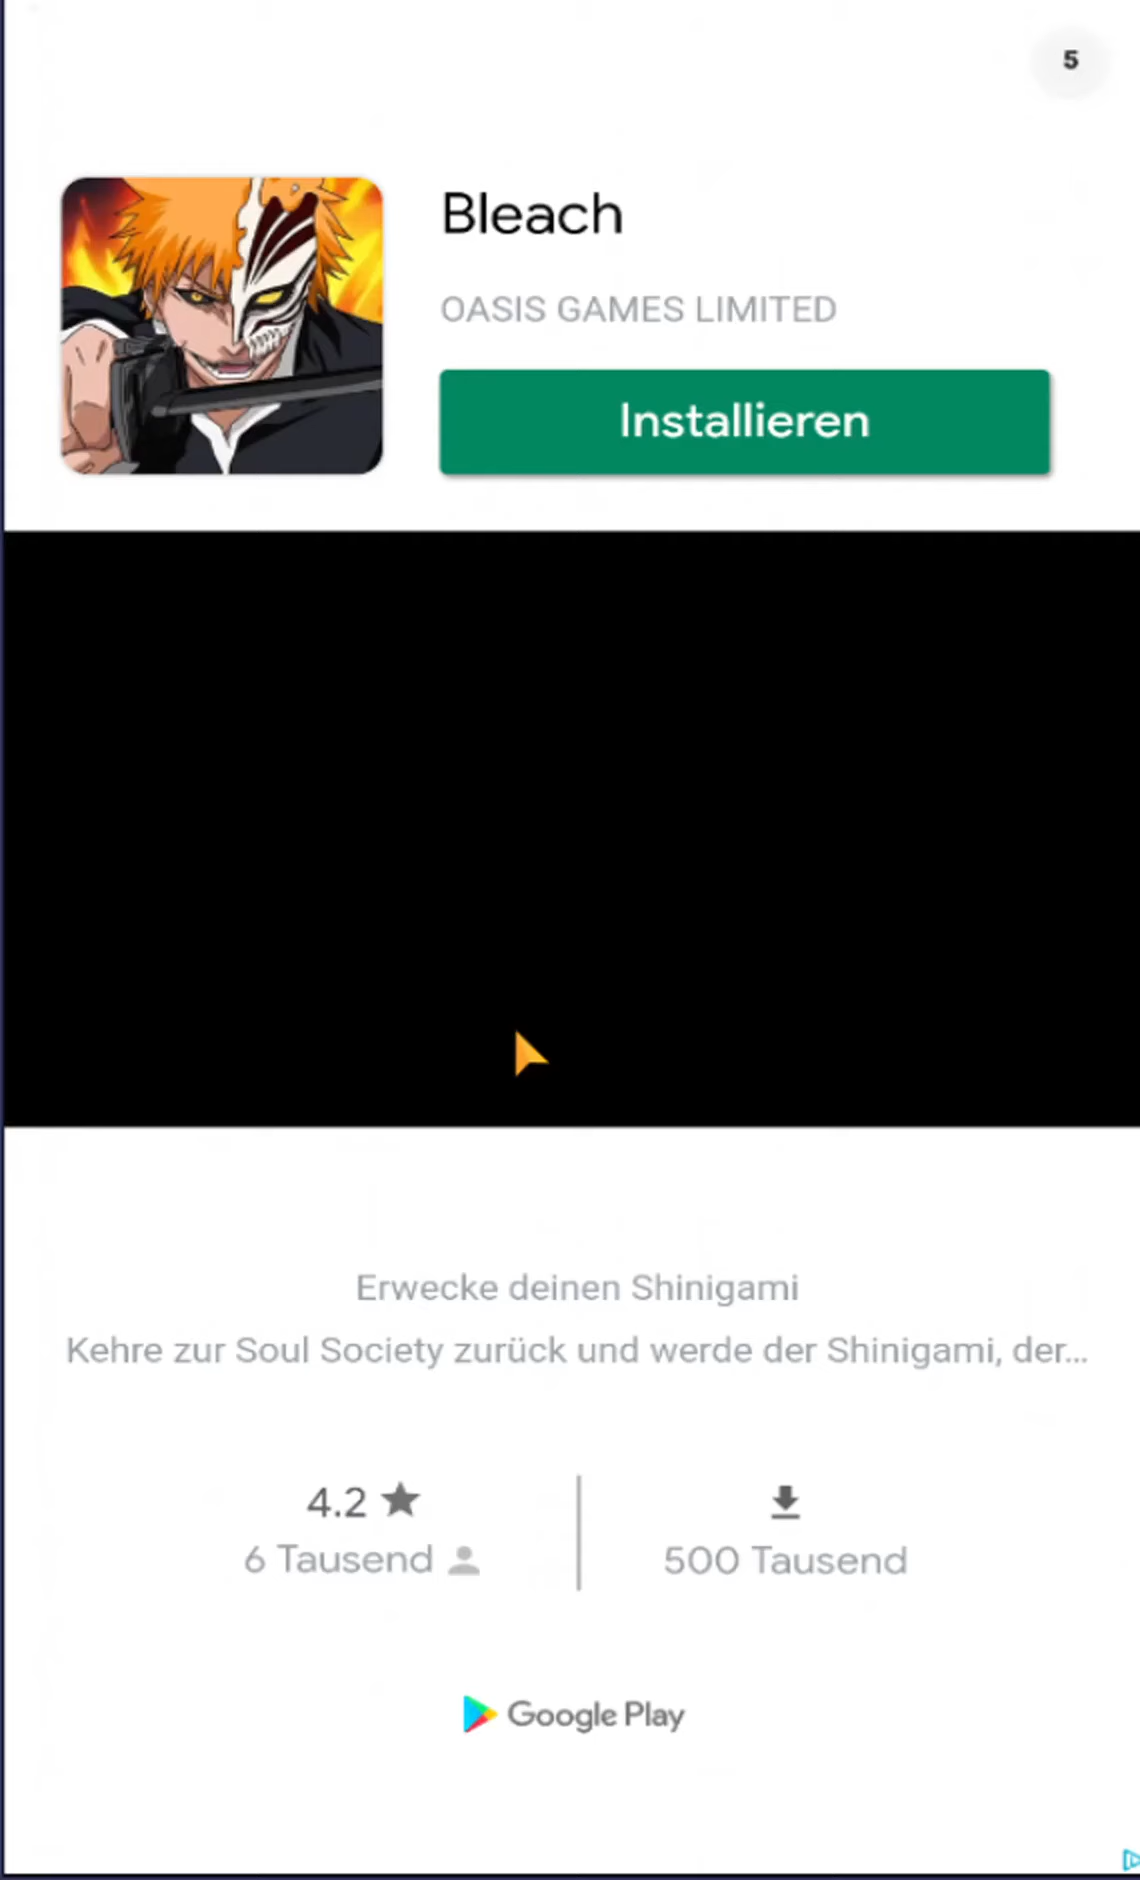 5
Bleach
OASIS GAMES LIMITED
Installieren
Erwecke deinen Shinigami
Kehre zur Soul Society zurück und werde der Shinigami, der...
4.2
6 Tausend
500 Tausend
Google Play